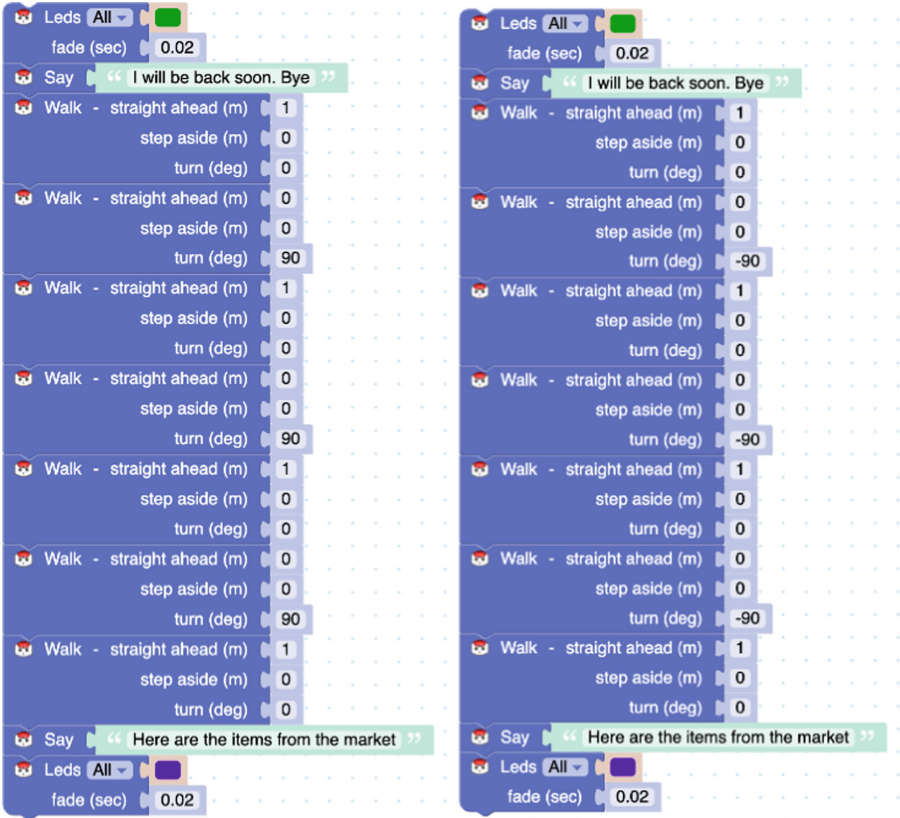 Leds All
fade (sec) 0.02
Say “ I will be back soon. Bye ”
Walk - straight ahead (m) 1
step aside (m) 0
turn (deg) 0
Walk - straight ahead (m) 0
step aside (m) 0
turn (deg) 90
Walk - straight ahead (m) 1
step aside (m) 0
turn (deg) 0
Walk - straight ahead (m) 0
step aside (m) 0
turn (deg) 90
Walk - straight ahead (m) 1
step aside (m) 0
turn (deg) 0
Walk - straight ahead (m) 0
step aside (m) 0
turn (deg) 90
Walk - straight ahead (m) 1
step aside (m) 0
turn (deg) 0
Say “ Here are the items from the market ”
Leds All
fade (sec) 0.02
Leds All
fade (sec) 0.02
Say “ I will be back soon. Bye ”
Walk - straight ahead (m) 1
step aside (m) 0
turn (deg) 0
Walk - straight ahead (m) 0
step aside (m) 0
turn (deg) -90
Walk - straight ahead (m) 1
step aside (m) 0
turn (deg) 0
Walk - straight ahead (m) 0
step aside (m) 0
turn (deg) -90
Walk - straight ahead (m) 1
step aside (m) 0
turn (deg) 0
Walk - straight ahead (m) 0
step aside (m) 0
turn (deg) -90
Walk - straight ahead (m) 1
step aside (m) 0
turn (deg) 0
Say “ Here are the items from the market ”
Leds All
fade (sec) 0.02